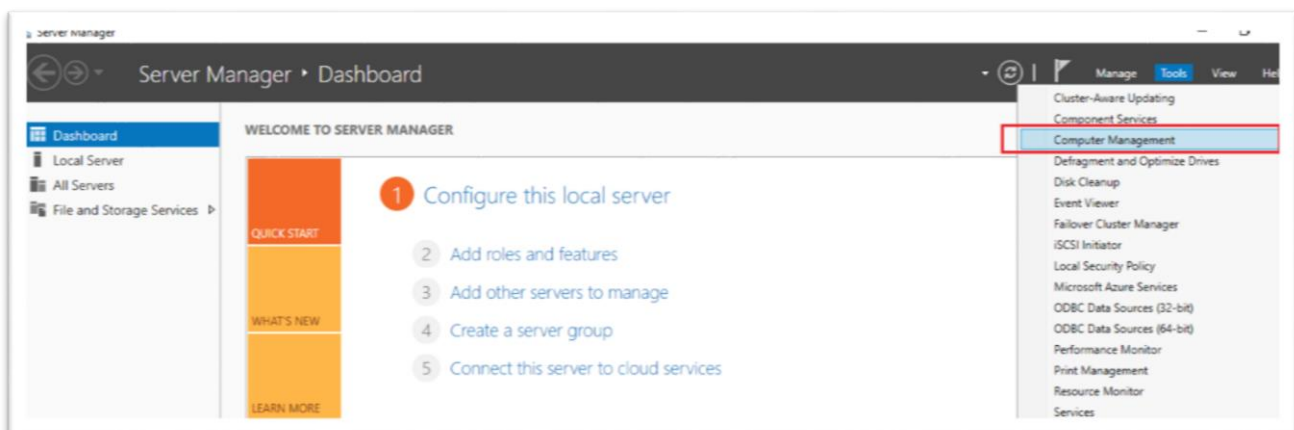 Server Manager
Server Manager • Dashboard
Manage Tools View Hel
Dashboard
Local Server
All Servers
File and Storage Services
WELCOME TO SERVER MANAGER
QUICK START
WHAT'S NEW
LEARN MORE
1 Configure this local server
2 Add roles and features
3 Add other servers to manage
4 Create a server group
5 Connect this server to cloud services
Cluster-Aware Updating
Component Services
Computer Management
Defragment and Optimize Drives
Disk Cleanup
Event Viewer
Failover Cluster Manager
iSCSI Initiator
Local Security Policy
Microsoft Azure Services
ODBC Data Sources (32-bit)
ODBC Data Sources (64-bit)
Performance Monitor
Print Management
Resource Monitor
Services